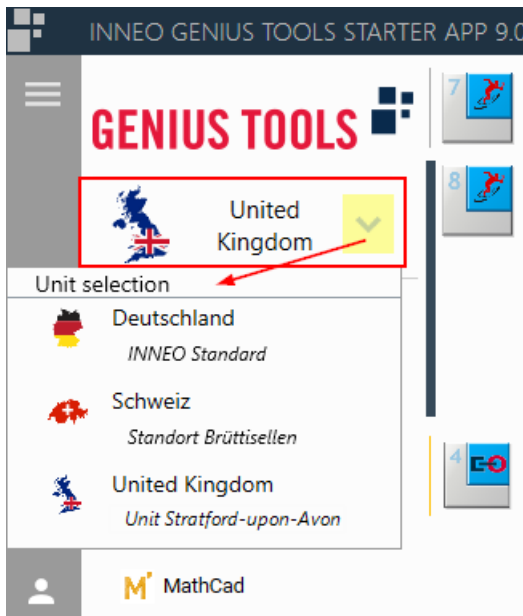 INNEO GENIUS TOOLS STARTER APP 9.0
GENIUS TOOLS
7
8
United
Kingdom
Unit selection
Deutschland
INNEO Standard
Schweiz
Standort Brüttisellen
United Kingdom
Unit Stratford-upon-Avon
4
MathCad